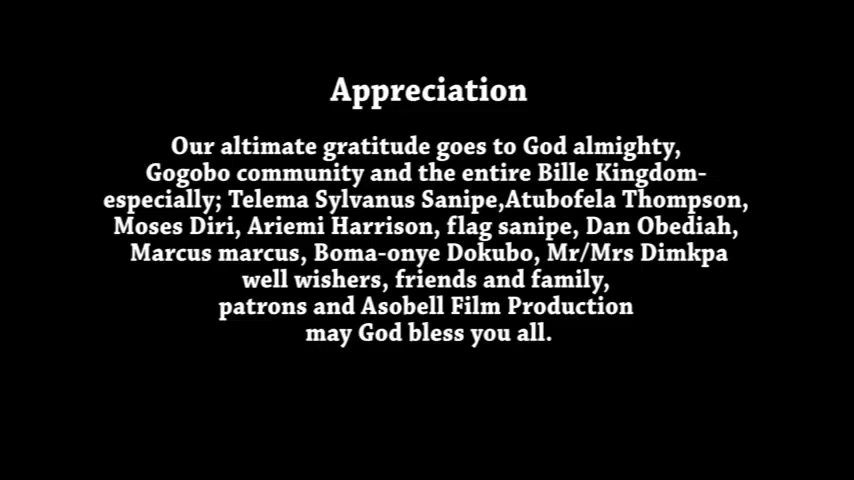 Appreciation
Our altimate gratitude goes to God almighty,
Gogobo community and the entire Bille Kingdom-
especially; Telema Sylvanus Sanipe,Atubofela Thompson,
Moses Diri, Ariemi Harrison, flag sanipe, Dan Obediah,
Marcus marcus, Boma-onye Dokubo, Mr/Mrs Dimkpa
well wishers, friends and family,
patrons and Asobell Film Production
may God bless you all.